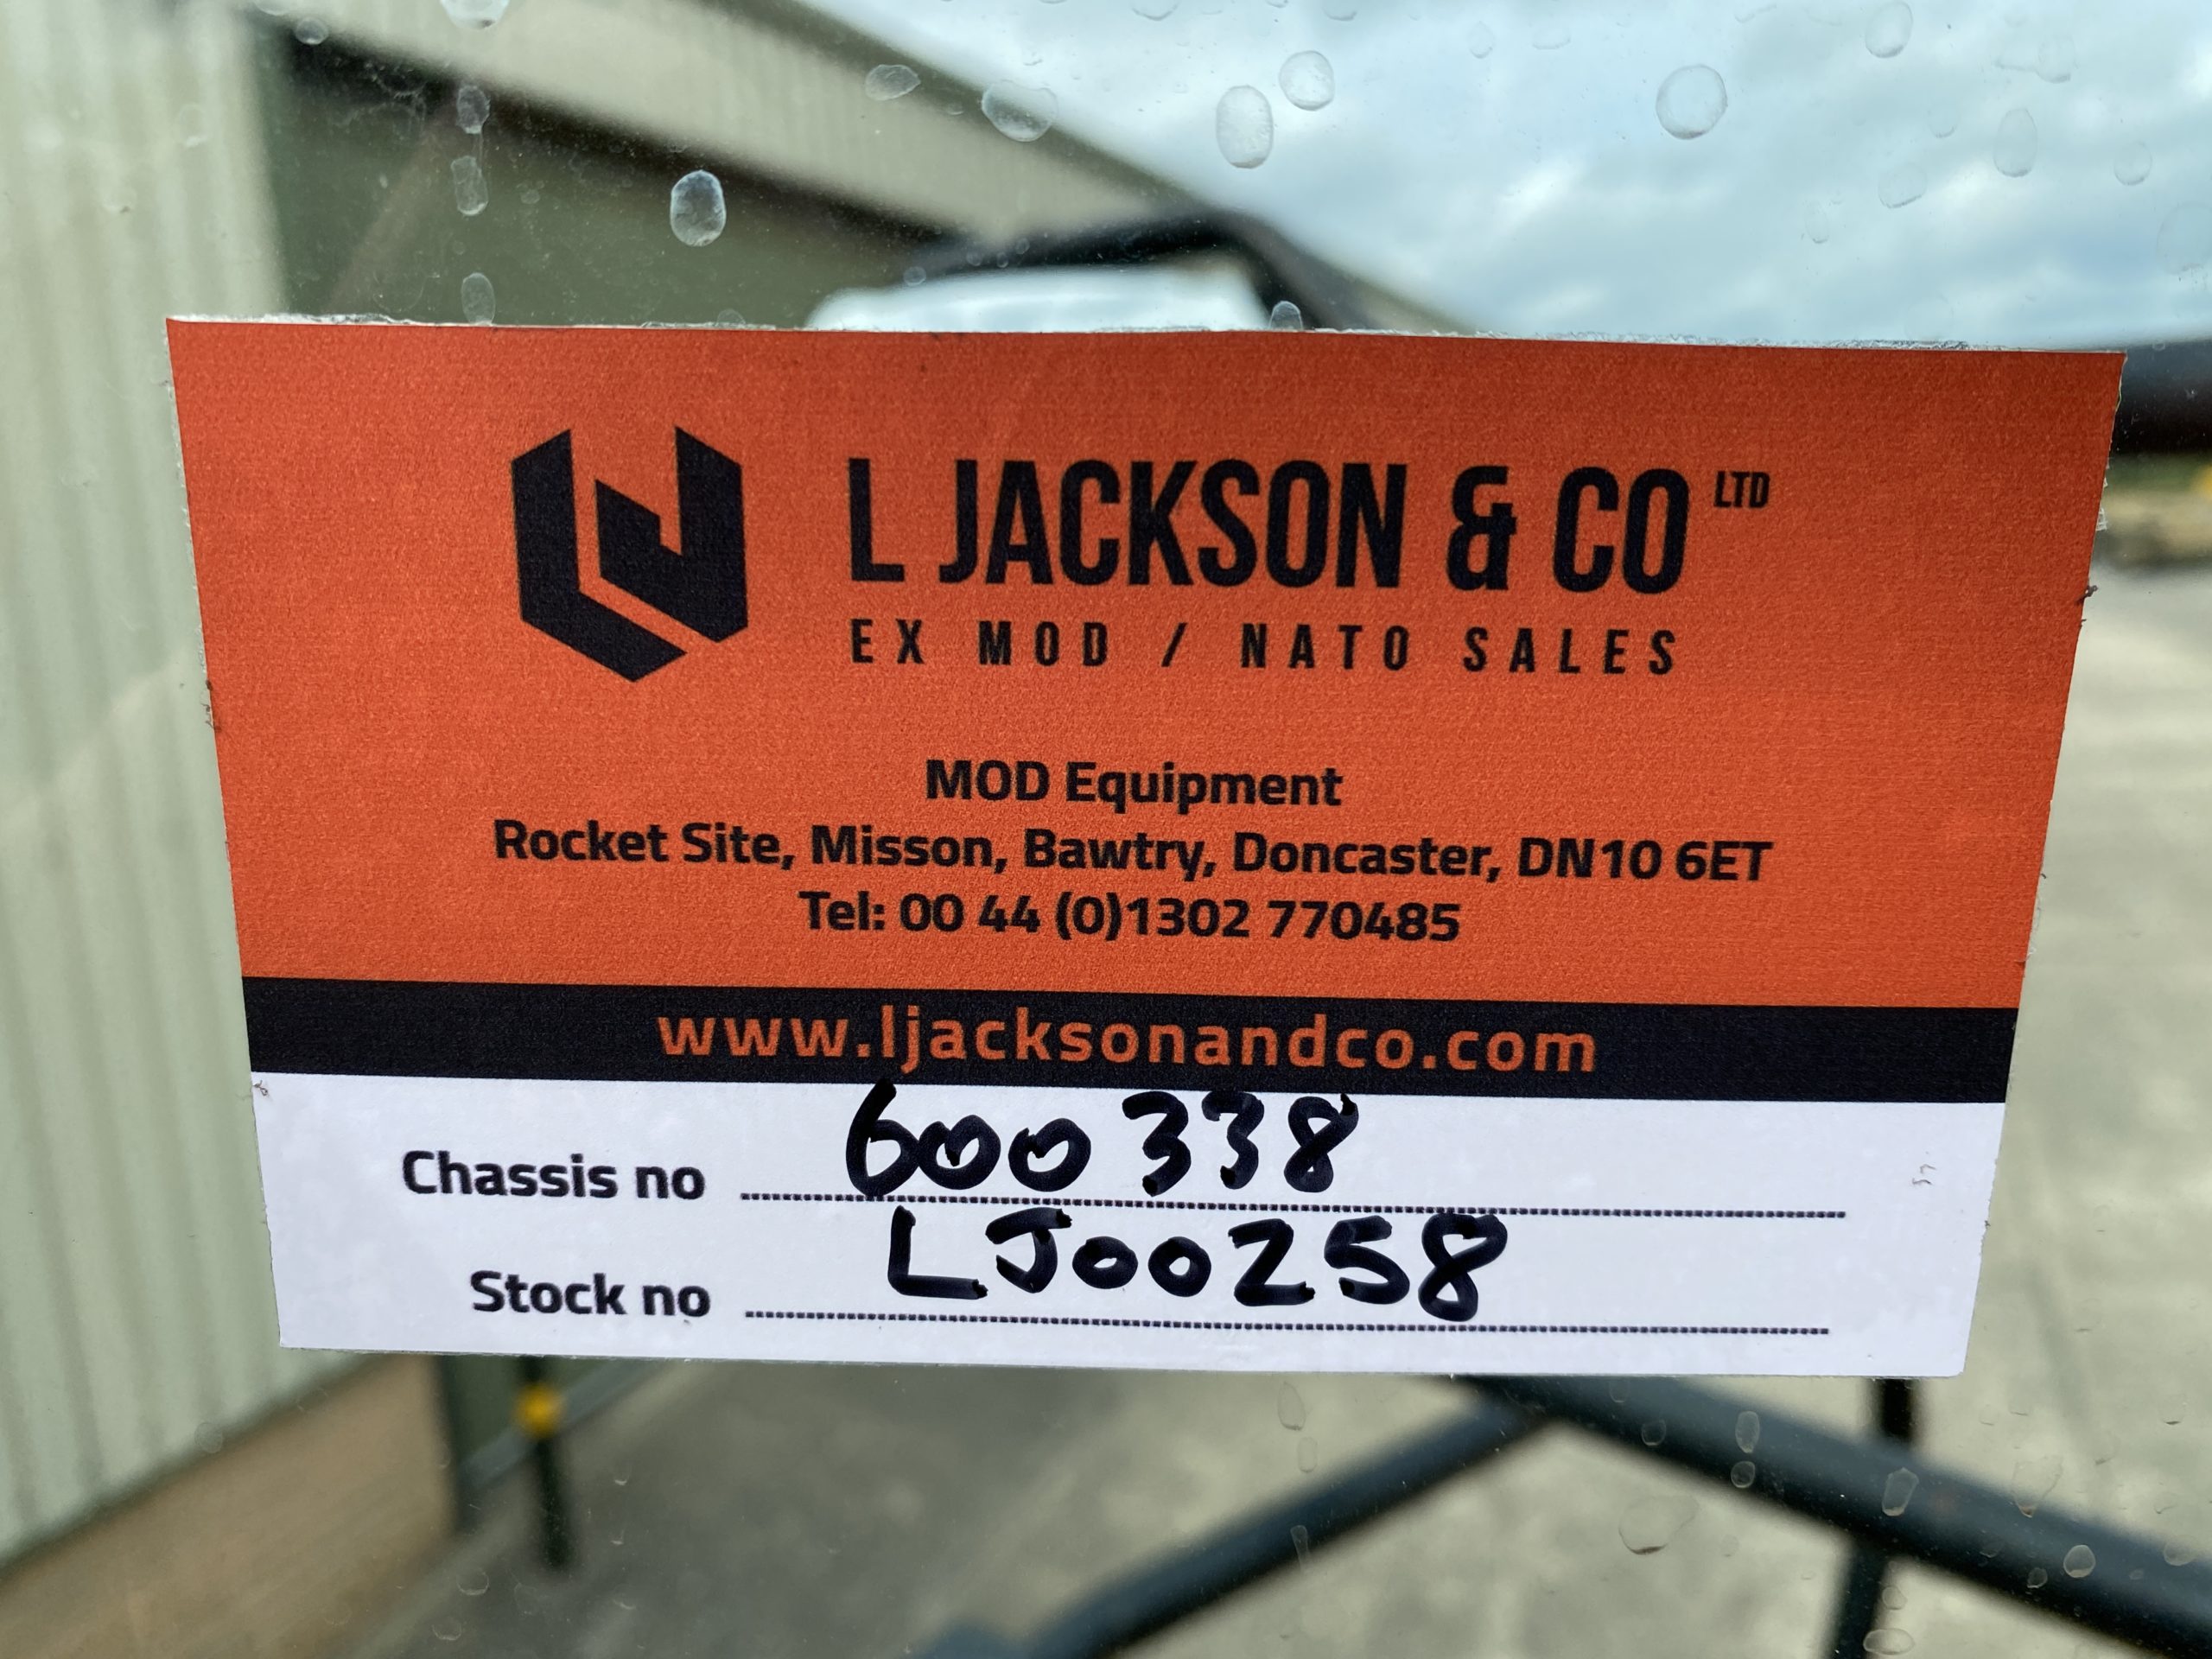 L JACKSON & CO LTD
EX MOD / NATO SALES
MOD Equipment
Rocket Site, Misson, Bawtry, Doncaster, DN10 6ET
Tel: 00 44 (0)1302 770485
www.ljacksonandco.com
Chassis no 600338
Stock no LJ00258